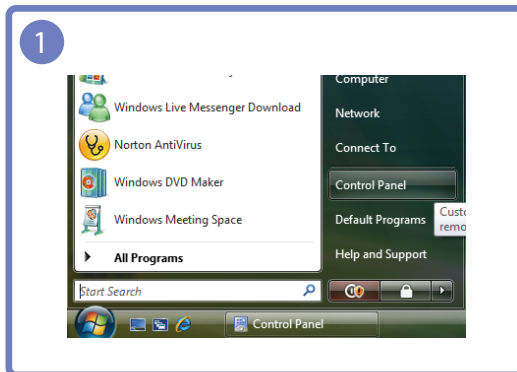 1
Computer
Windows Live Messenger Download
Network
Norton AntiVirus
Connect To
Windows DVD Maker
Control Panel
Windows Meeting Space
Default Programs
All Programs
Help and Support
Start Search
Control Panel